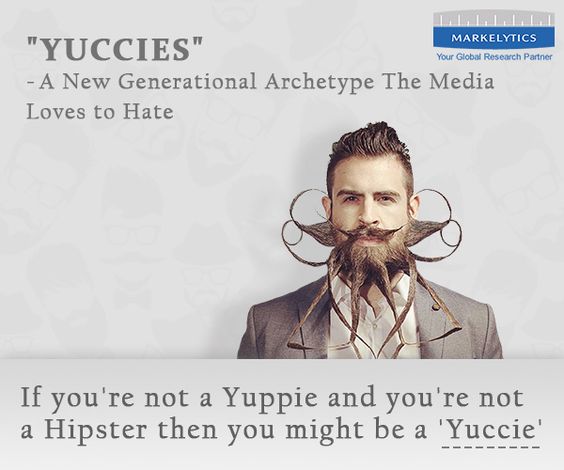 "YUCCIES"
MARKELYTICS
Your Global Research Partner
- A New Generational Archetype The Media
Loves to Hate
If you're not a Yuppie and you're not
a Hipster then you might be a 'Yuccie'